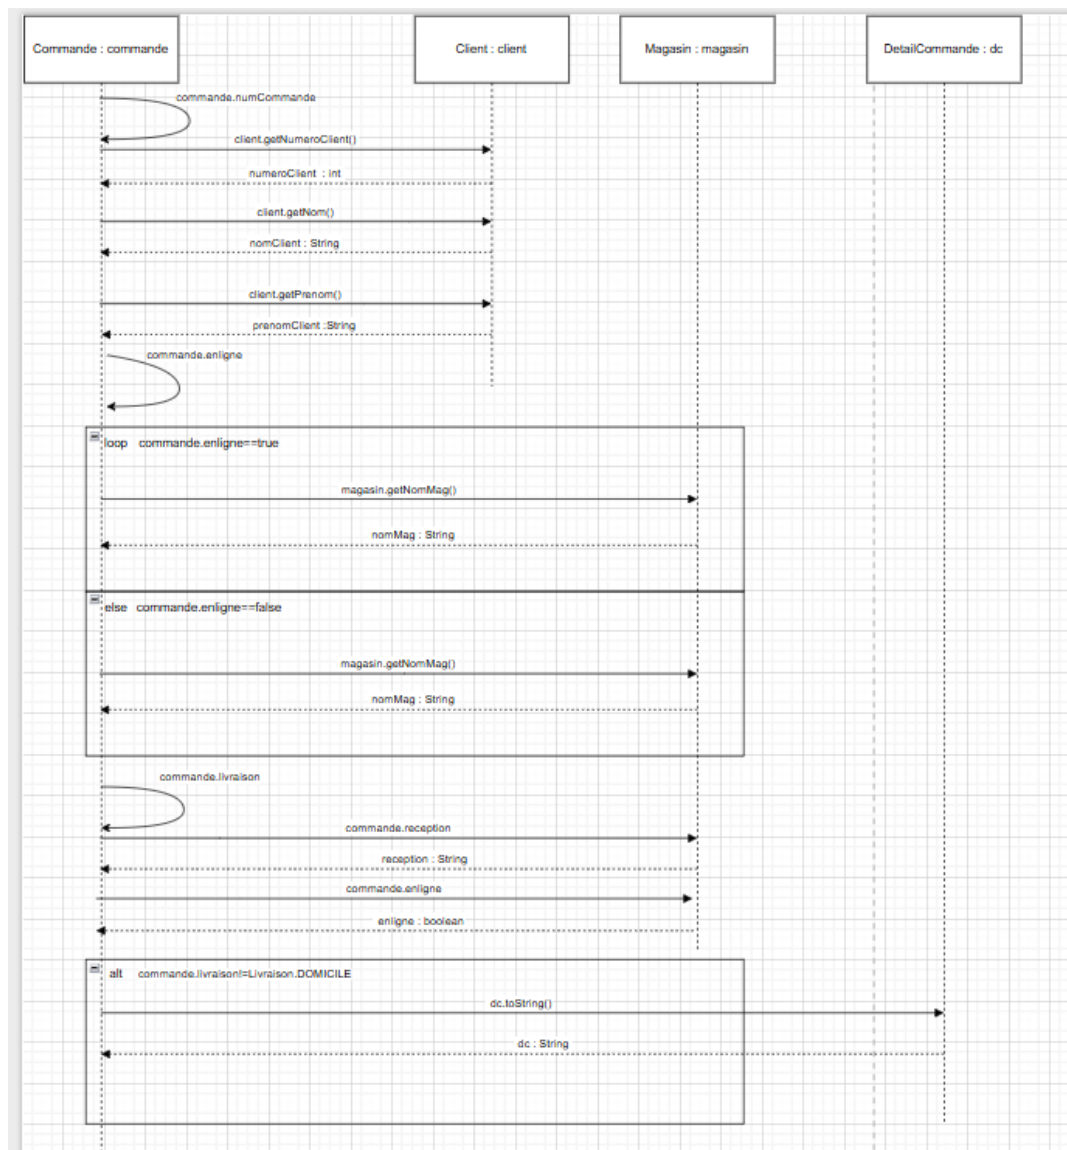 Commande : commande
Client : client
Magasin : magasin
DetailCommande : dc
commande.numCommande
client.getNumeroClient()
numeroClient : int
client.getNom()
nomClient : String
client.getPrenom()
prenomClient :String
commande.enligne
loop commande.enligne==true
magasin.getNomMag()
nomMag : String
else commande.enligne==false
magasin.getNomMag()
nomMag : String
commande.livraison
commande.reception
reception : String
commande.enligne
enligne : boolean
alt commande.livraison!=Livraison.DOMICILE
dc.toString()
dc : String